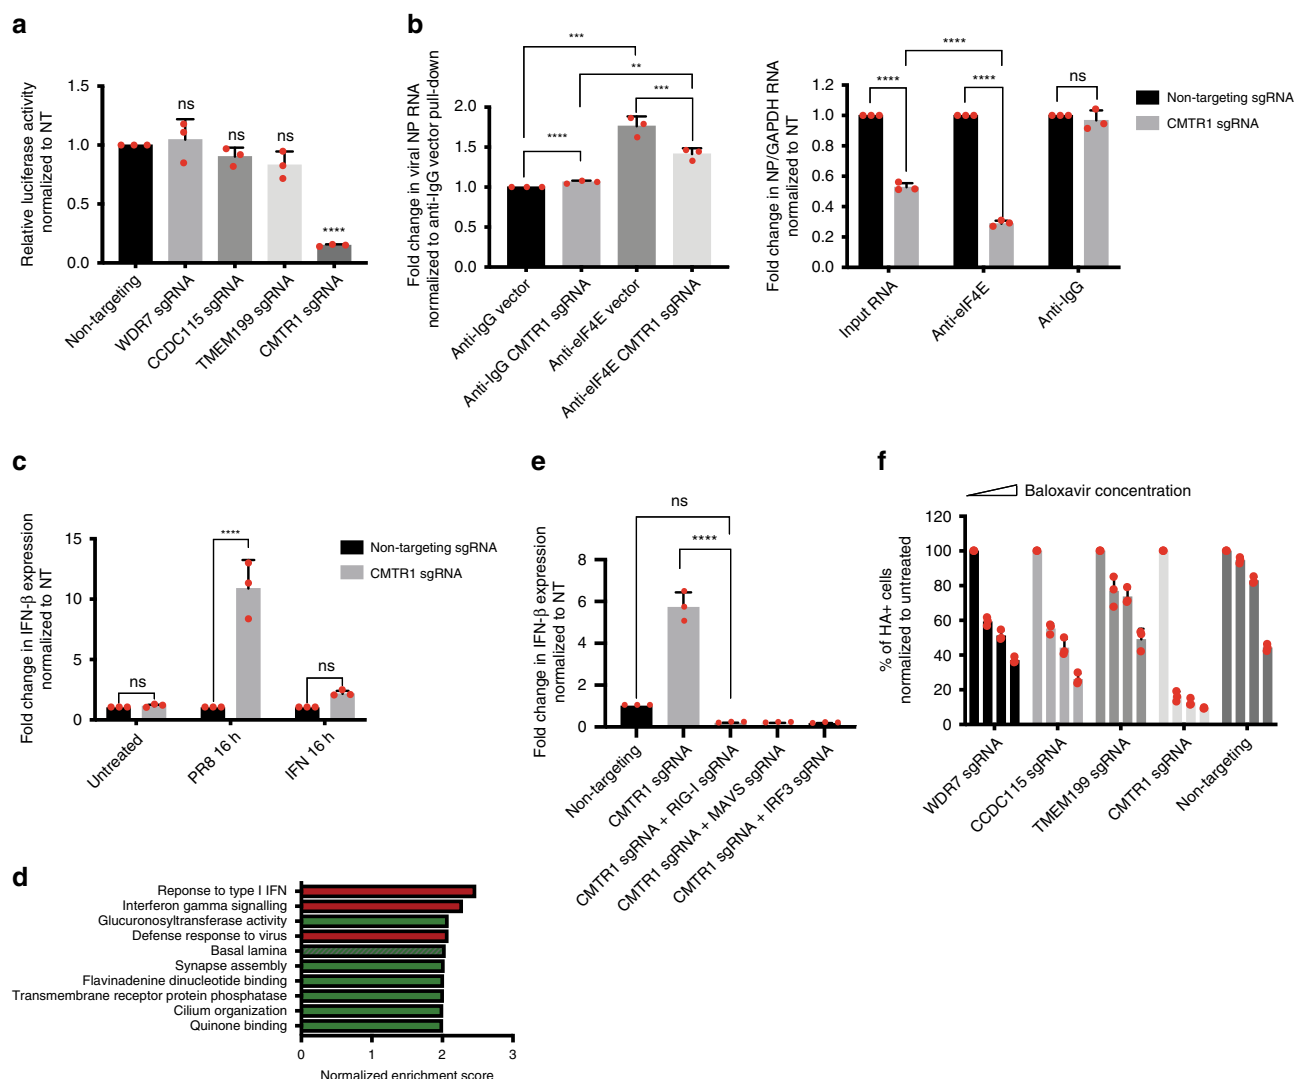 a
Relative luciferase activity
normalized to NT
1.5
1.0
0.5
0.0
ns
ns
ns
****
Non-targeting
WDR7 sgRNA
CCDC115 sgRNA
TMEM199 sgRNA
CMTR1 sgRNA
b
Fold change in viral NP RNA
normalized to anti-IgG vector pull-down
2.0
1.5
1.0
0.5
0.0
***
**
***
****
Anti-IgG vector
Anti-IgG CMTR1 sgRNA
Anti-eIF4E vector
Anti-eIF4E CMTR1 sgRNA
Fold change in NP/GAPDH RNA
normalized to NT
1.2
1.0
0.8
0.6
0.4
0.2
0.0
****
****
****
ns
Input RNA
Anti-eIF4E
Anti-IgG
Non-targeting sgRNA
CMTR1 sgRNA
c
Fold change in IFN-β expression
normalized to NT
15
10
5
0
ns
****
ns
Untreated
PR8 16 h
IFN 16 h
Non-targeting sgRNA
CMTR1 sgRNA
e
Fold change in IFN-β expression
normalized to NT
8
6
4
2
0
ns
****
Non-targeting
CMTR1 sgRNA
CMTR1 sgRNA + RIG-I sgRNA
CMTR1 sgRNA + MAVS sgRNA
CMTR1 sgRNA + IRF3 sgRNA
f
Baloxavir concentration
% of HA+ cells
normalized to untreated
120
100
80
60
40
20
0
WDR7 sgRNA
CCDC115 sgRNA
TMEM199 sgRNA
CMTR1 sgRNA
Non-targeting
d
Reponse to type I IFN
Interferon gamma signalling
Glucuronosyltransferase activity
Defense response to virus
Basal lamina
Synapse assembly
Flavinadenine dinucleotide binding
Transmembrane receptor protein phosphatase
Cilium organization
Quinone binding
0
1
2
3
Normalized enrichment score